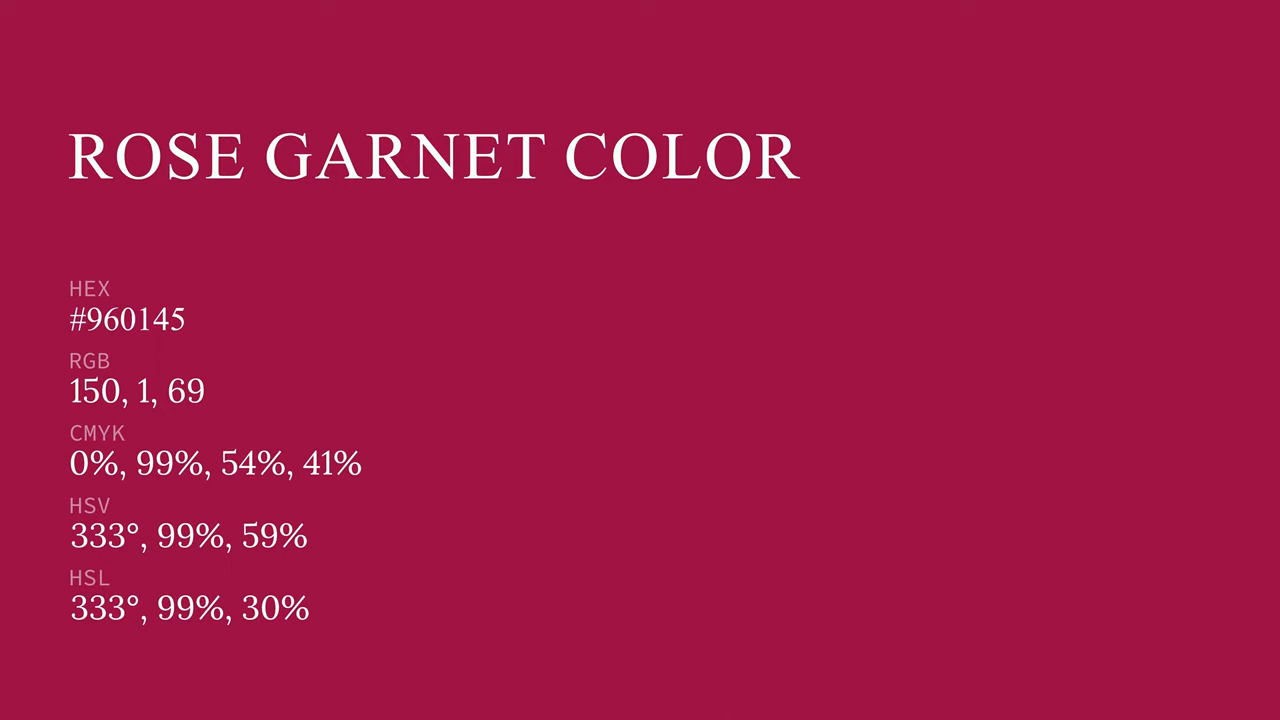 ROSE GARNET COLOR
HEX
#960145
RGB
150, 1, 69
CMYK
0%, 99%, 54%, 41%
HSV
333°, 99%, 59%
HSL
333°, 99%, 30%